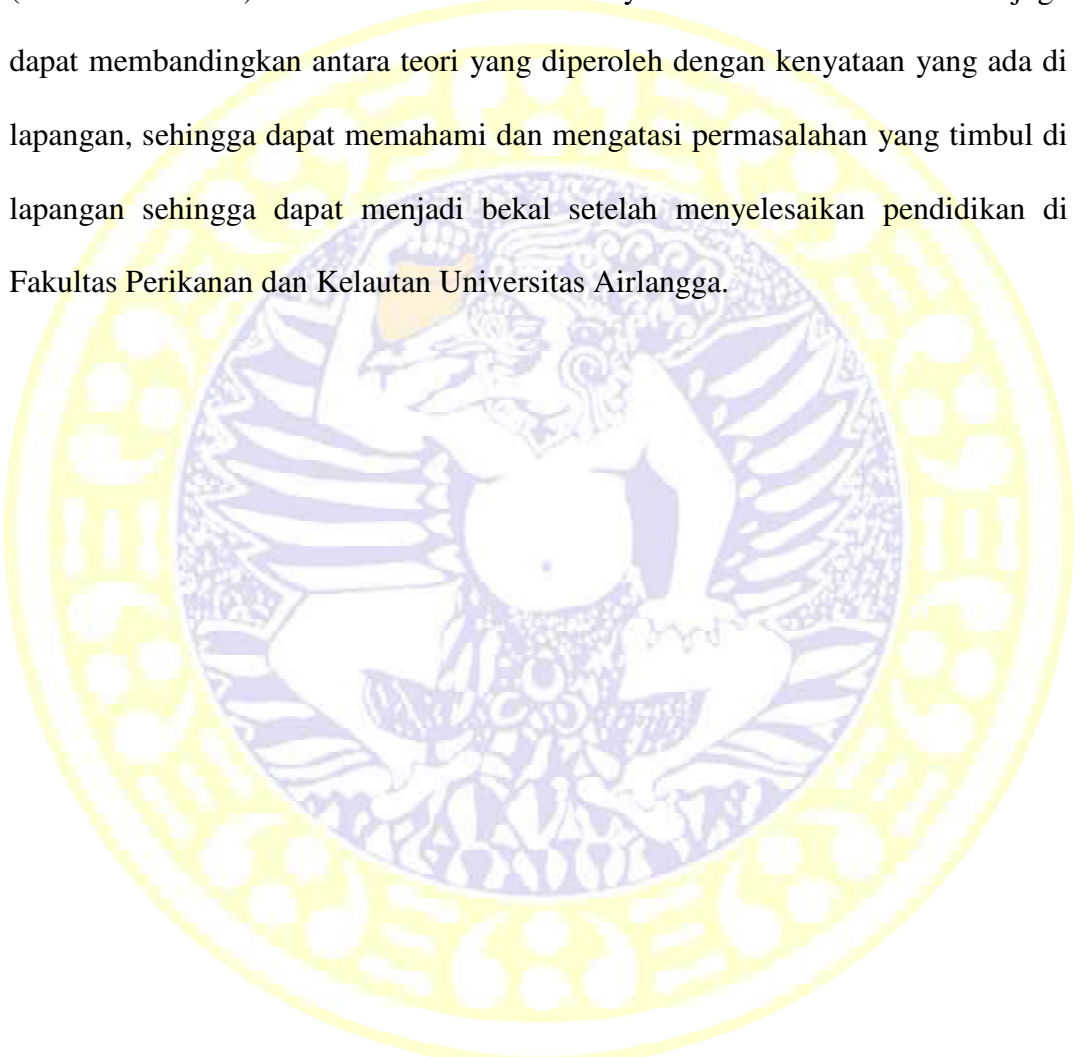 dapat membandingkan antara teori yang diperoleh dengan kenyataan yang ada di
lapangan, sehingga dapat memahami dan mengatasi permasalahan yang timbul di
lapangan sehingga dapat menjadi bekal setelah menyelesaikan pendidikan di
Fakultas Perikanan dan Kelautan Universitas Airlangga.